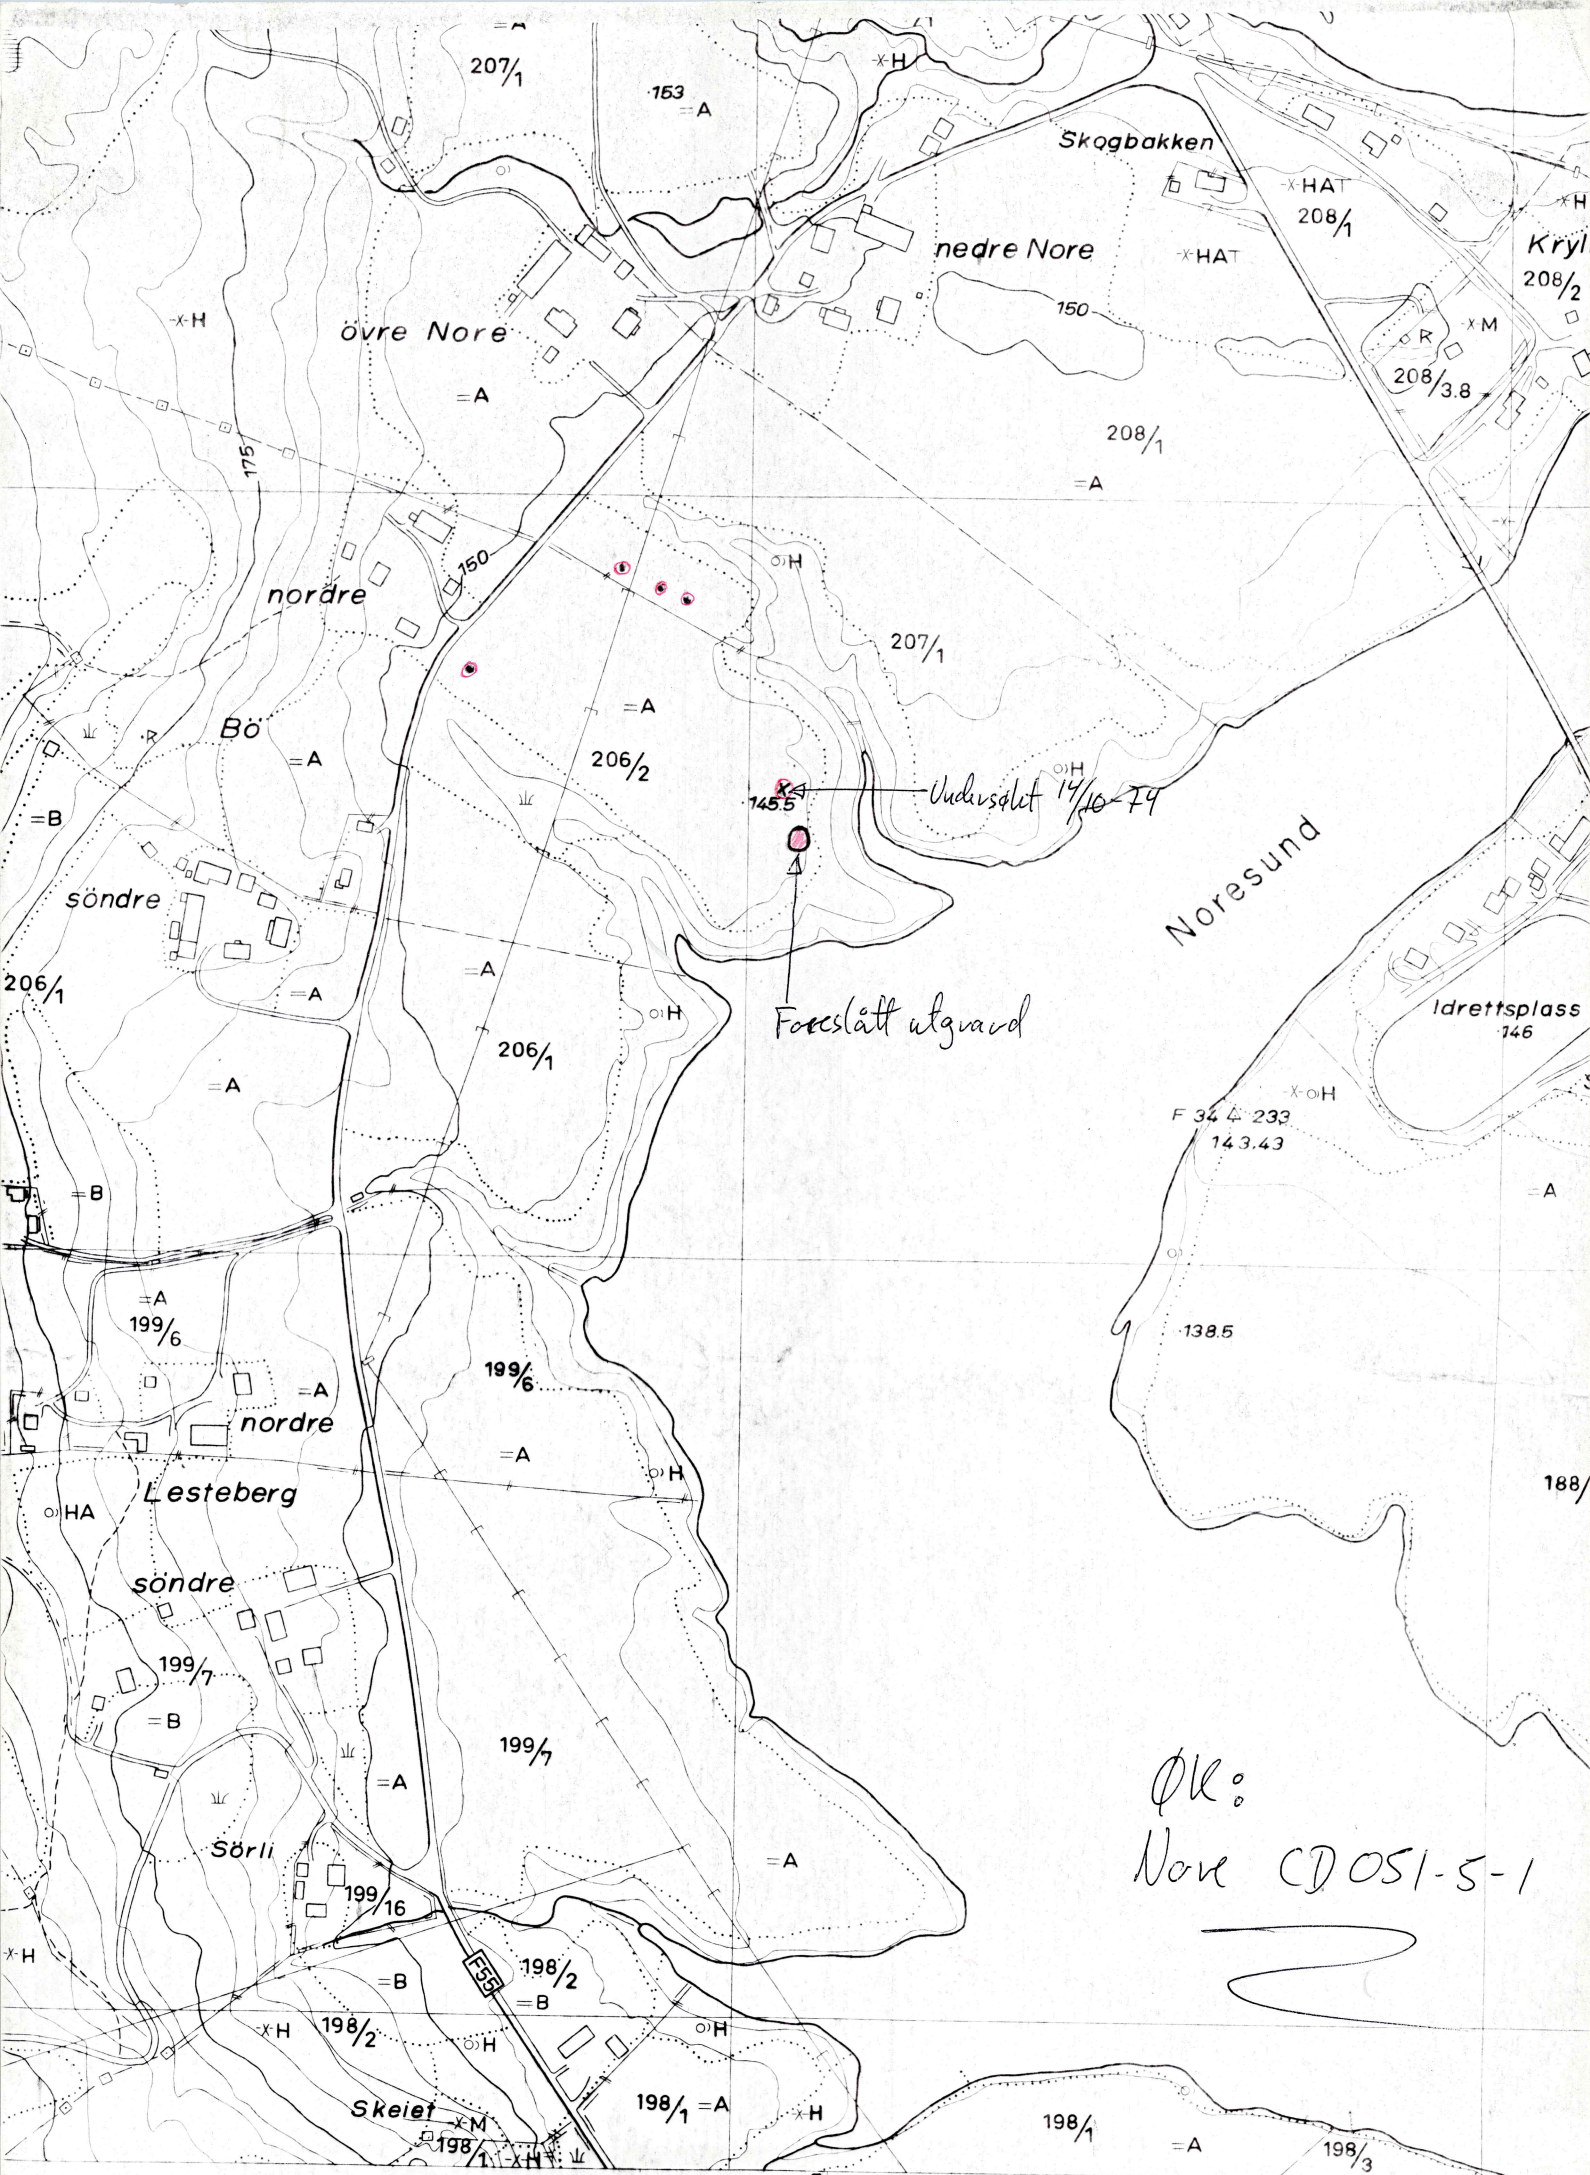 =A
207/1
153
=A
-x-H
Skogbakken
-x-HAT
208/1
x-H
nedre Nore
-x-HAT
Kryl
208/2
övre Nore
-x-H
150
-x-M
R
208/3.8
=A
208/1
=A
175
150
o)H
nordre
207/1
=A
Bö
R
=A
206/2
o)H
Undersøkt 14/10-74
145.5
=B
Noresund
söndre
=A
206/1
=A
o)H
Foreslått utgravd
Idrettsplass
146
206/1
=A
-x-o)H
F 34 4 233
143.43
=B
=A
=A
199/6
138.5
199/6
=A
nordre
=A
o)H
Lesteberg
188/
o)HA
söndre
199/7
=B
199/7
ØK:
=A
Sörli
=A
Nore CD 051-5-1
199/16
-x-H
F55
198/2
=B
=B
-x-H
198/2
o)H
o)H
Skeiet
198/1 =A
x-H
-x-M
198/1
198/1
-x-H
=A
198/3